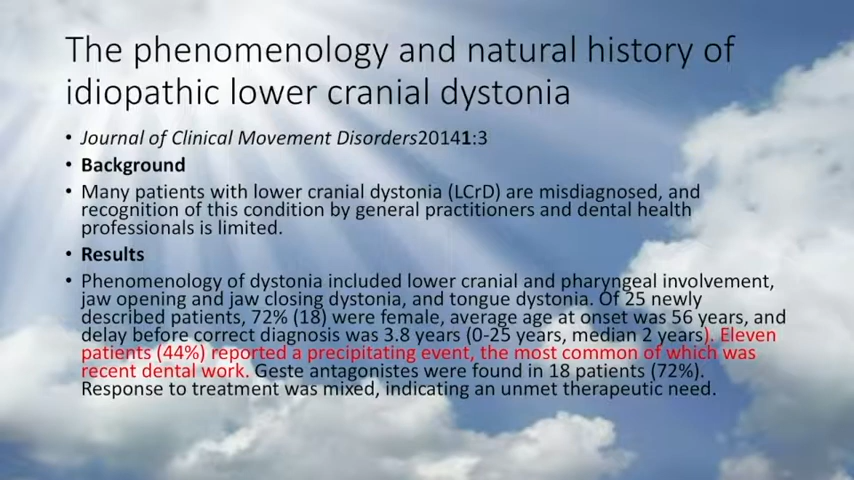 The phenomenology and natural history of
idiopathic lower cranial dystonia
• Journal of Clinical Movement Disorders20141:3
• Background
• Many patients with lower cranial dystonia (LCrD) are misdiagnosed, and
recognition of this condition by general practitioners and dental health
professionals is limited.
• Results
• Phenomenology of dystonia included lower cranial and pharyngeal involvement,
jaw opening and jaw closing dystonia, and tongue dystonia. Of 25 newly
described patients, 72% (18) were female, average age at onset was 56 years, and
delay before correct diagnosis was 3.8 years (0-25 years, median 2 years). Eleven
patients (44%) reported a precipitating event, the most common of which was
recent dental work. Geste antagonistes were found in 18 patients (72%).
Response to treatment was mixed, indicating an unmet therapeutic need.